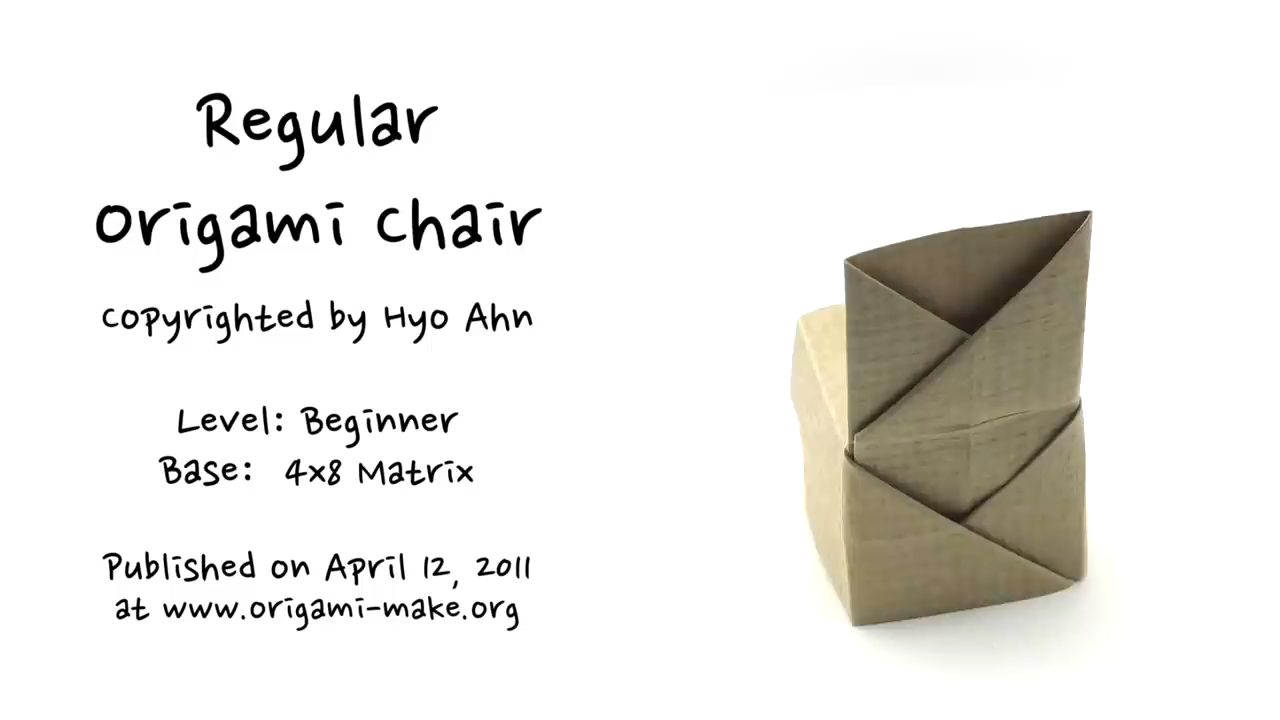 Regular
Origami Chair
copyrighted by Hyo Ahn
Level: Beginner
Base: 4x8 Matrix
Published on April 12, 2011
at www.origami-make.org